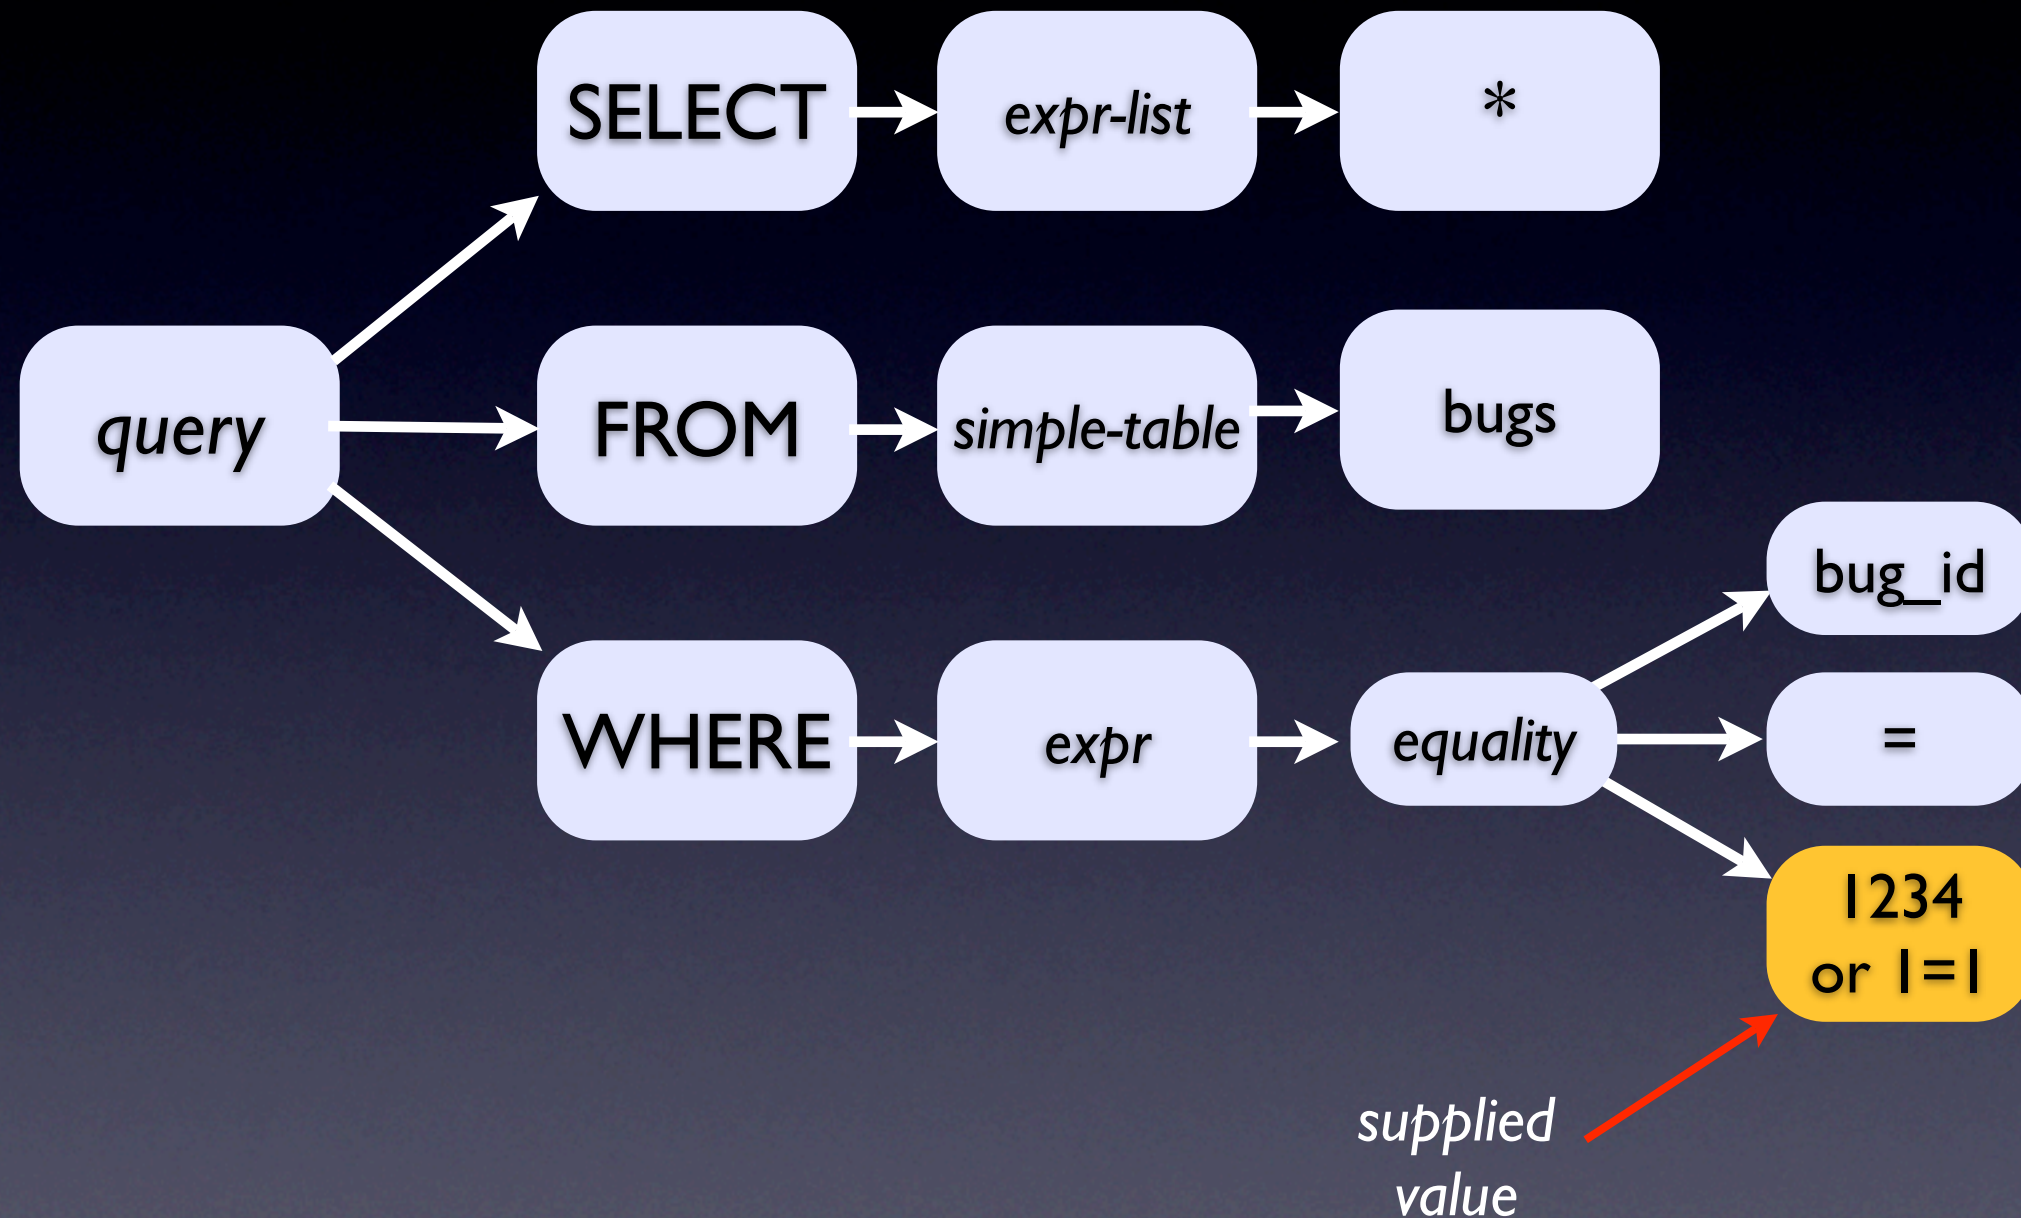 SELECT
expr-list
*
query
FROM
simple-table
bugs
WHERE
expr
equality
bug_id
=
1234
or 1=1
supplied
value